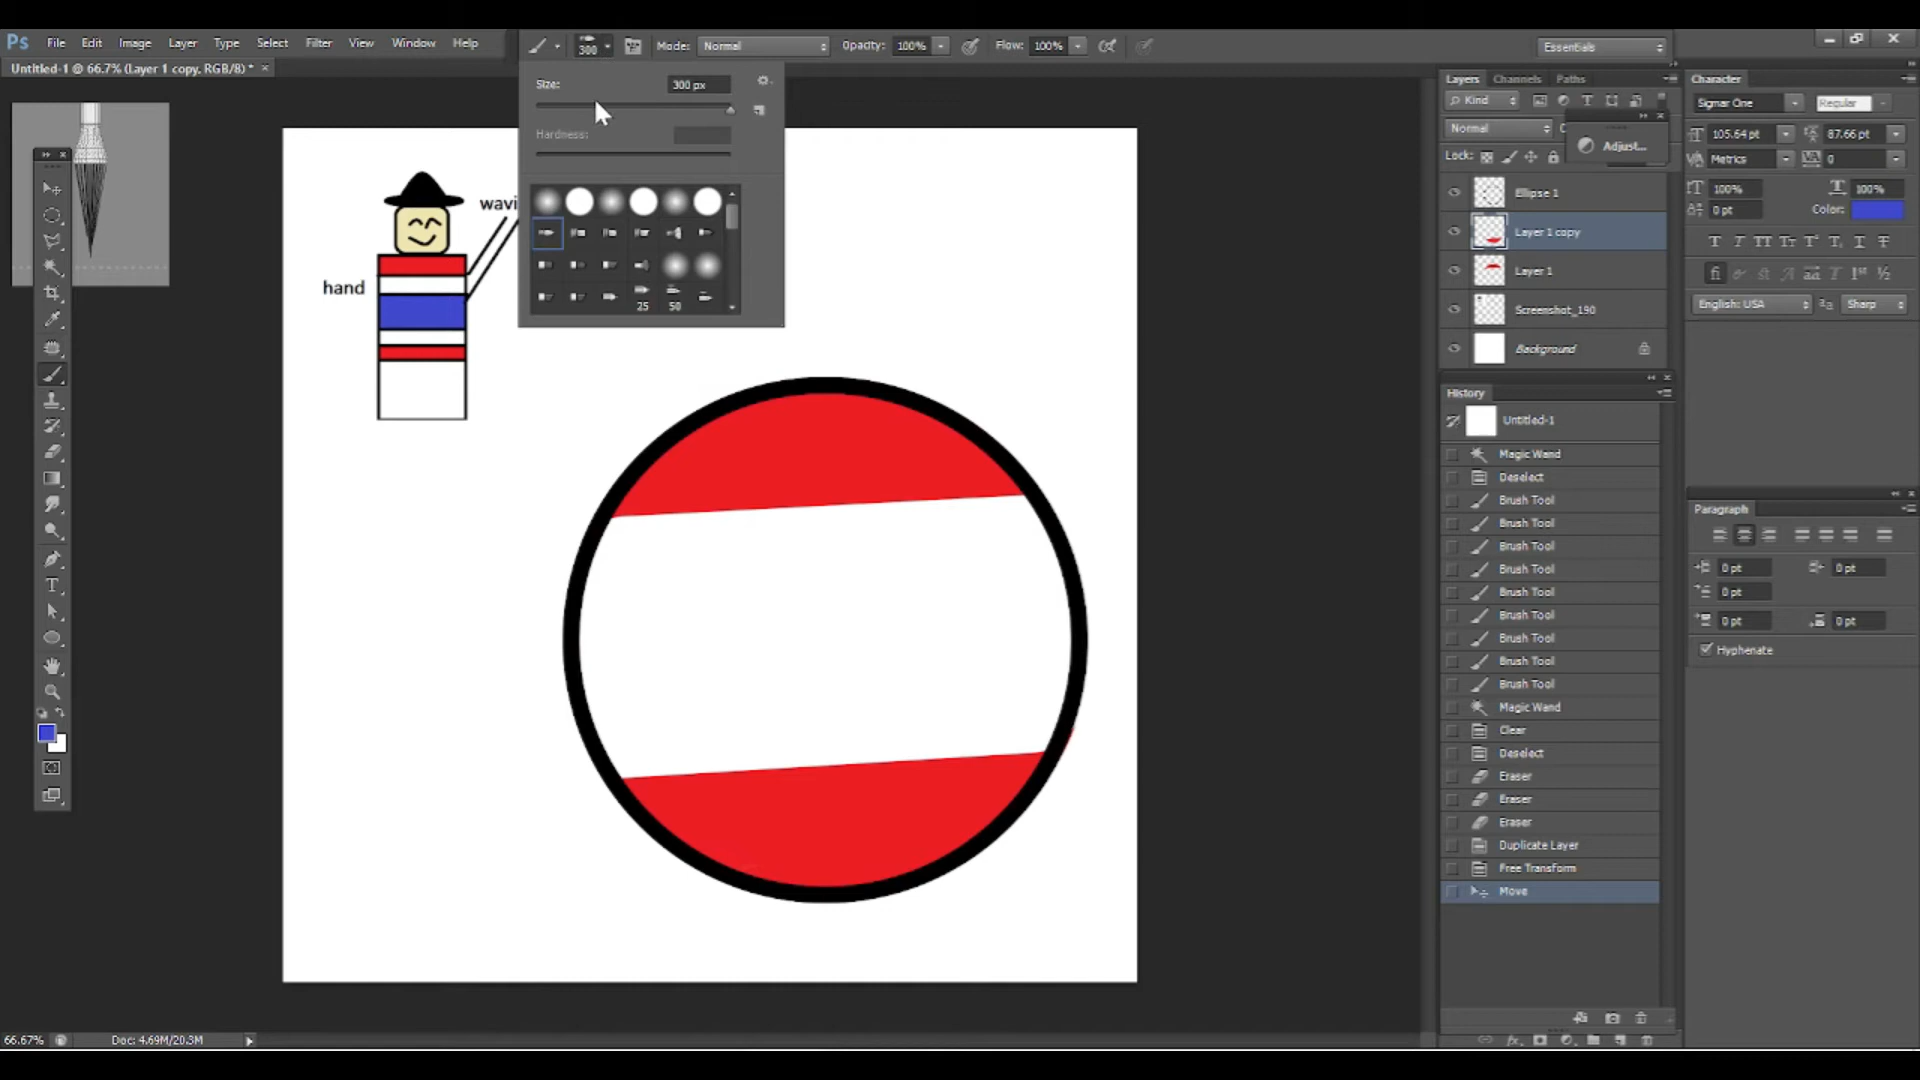 Ps File Edit Image Layer Type Select Filter View Window Help
300 Mode: Normal Opacity: 100% Flow: 100% Essentials
Untitled-1 @ 66.7% (Layer 1 copy, RGB/8) * ×
Size: 300 px
Hardness:
25 50
wavi
hand
Layers Channels Paths
Kind
Normal
Adjust...
Lock:
Ellipse 1
Layer 1 copy
Layer 1
Screenshot_190
Background
History
Untitled-1
Magic Wand
Deselect
Brush Tool
Brush Tool
Brush Tool
Brush Tool
Brush Tool
Brush Tool
Brush Tool
Brush Tool
Brush Tool
Magic Wand
Clear
Deselect
Eraser
Eraser
Eraser
Duplicate Layer
Free Transform
Move
Character
Sigmar One Regular
105.64 pt 87.66 pt
Metrics 0
100% 100%
0 pt Color:
English: USA Sharp
Paragraph
0 pt 0 pt
0 pt
0 pt 0 pt
Hyphenate
66.67% Doc: 4.69M/20.3M